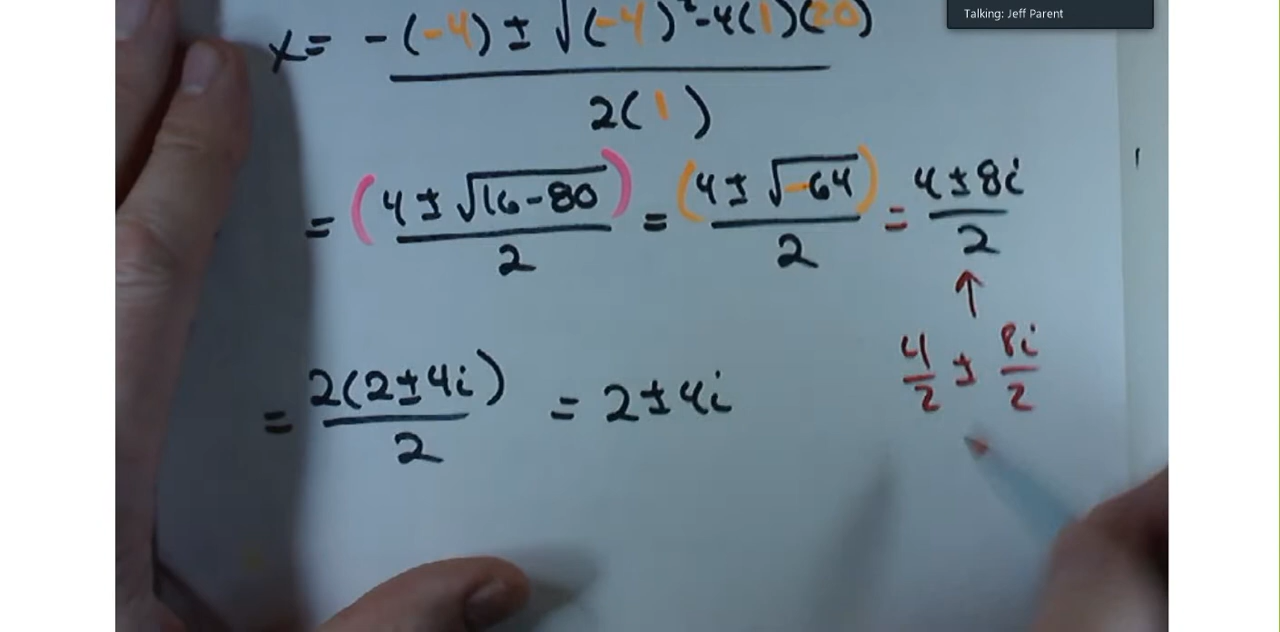 Talking: Jeff Parent
x = -(-4) ± √(-4)²-4(1)(20)
2(1)
= (4 ± √16-80) = (4 ± √-64) = 4 ± 8i
2 2 2
↑
4 ± 8i
2 2
= 2(2±4i) = 2±4i
2